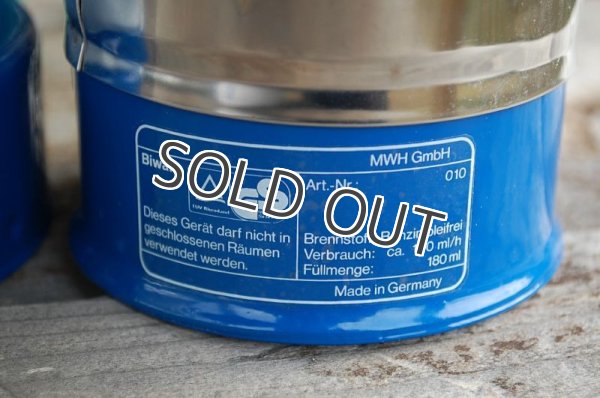 MWH GmbH
Art.-Nr.: 010
SOLD OUT
Dieses Gerät darf nicht in
geschlossenen Räumen
verwendet werden.
Brennstoff: Benzin bleifrei
Verbrauch: ca. ml/h
Füllmenge: 180 ml
Made in Germany